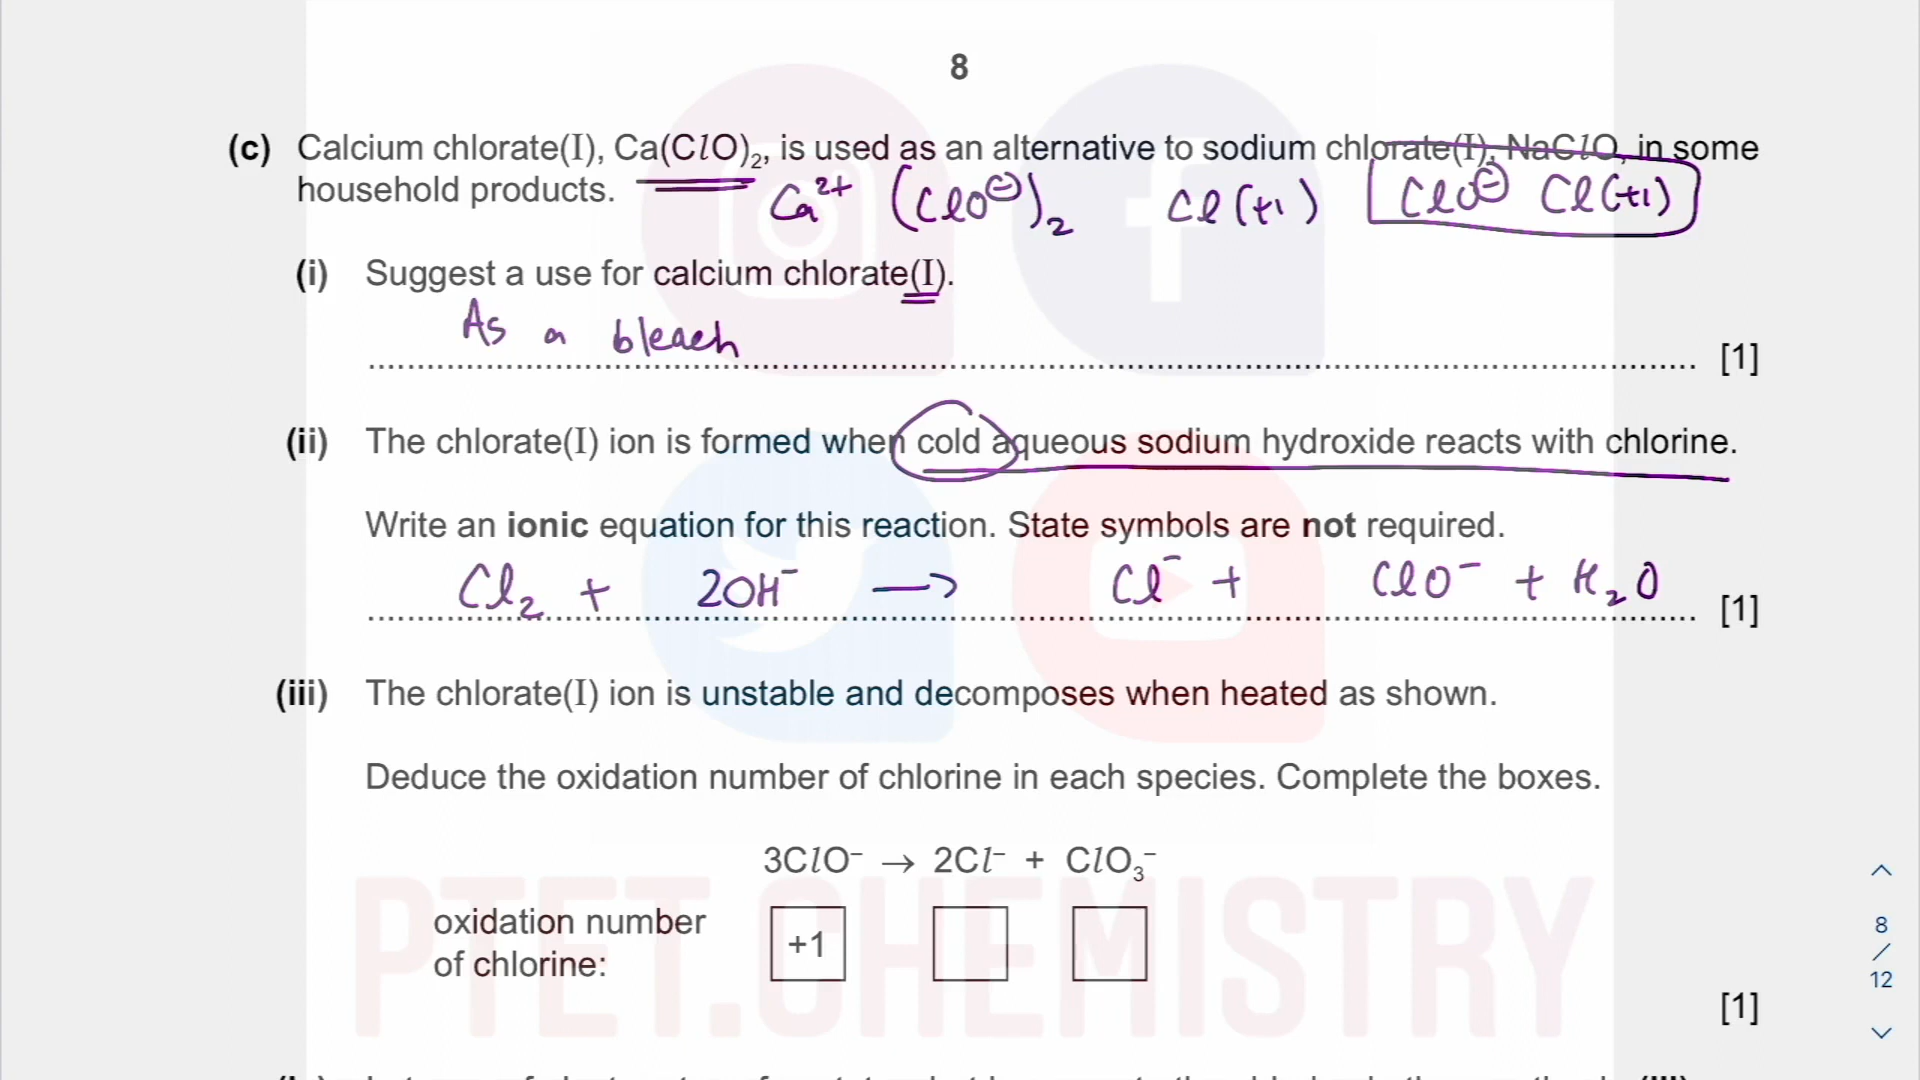 8
(c) Calcium chlorate(I), Ca(ClO)₂, is used as an alternative to sodium chlorate(I), NaClO, in some
household products.
Ca²⁺ (ClO⁻)₂ Cl(+1) ClO⁻ Cl(+1)
(i) Suggest a use for calcium chlorate(I).
As a bleach
[1]
(ii) The chlorate(I) ion is formed when cold aqueous sodium hydroxide reacts with chlorine.
Write an ionic equation for this reaction. State symbols are not required.
Cl₂ + 2OH⁻ → Cl⁻ + ClO⁻ + H₂O
[1]
(iii) The chlorate(I) ion is unstable and decomposes when heated as shown.
Deduce the oxidation number of chlorine in each species. Complete the boxes.
3ClO⁻ → 2Cl⁻ + ClO₃⁻
oxidation number
of chlorine:
+1
[1]
PTET.CHEMISTRY
8
/
12